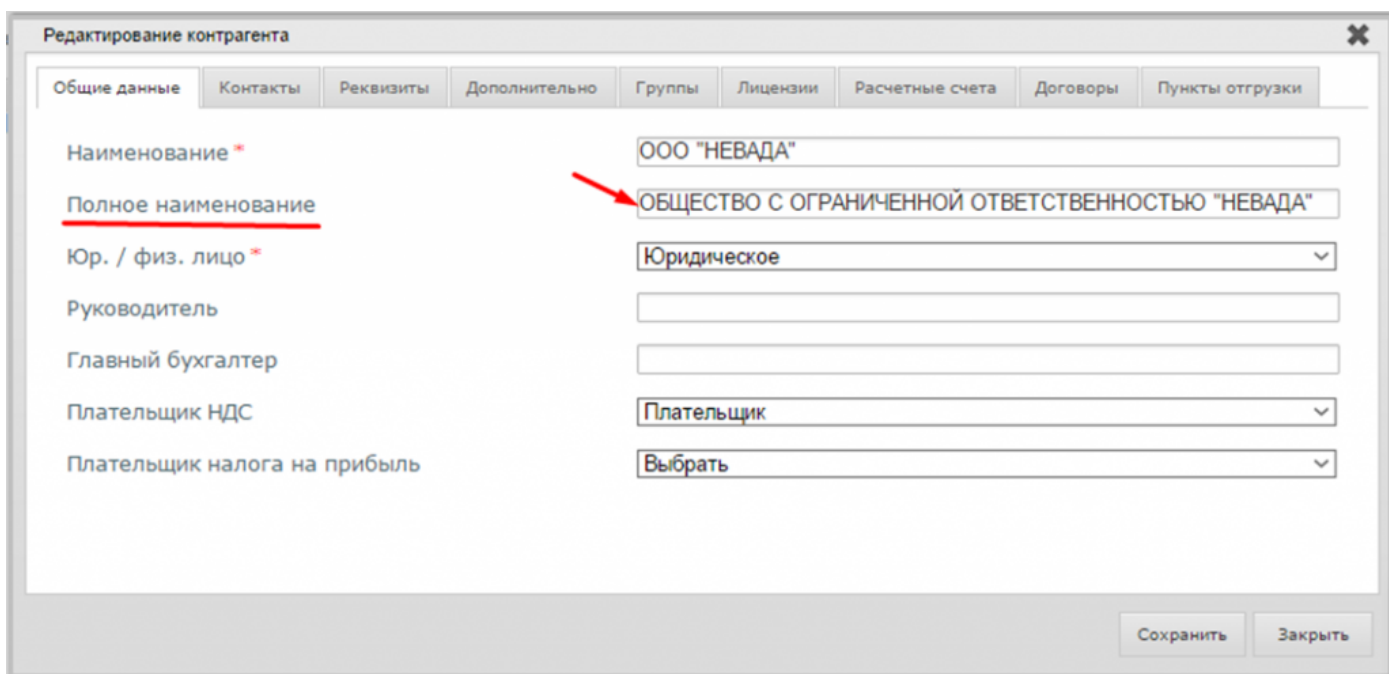 Редактирование контрагента
Общие данные Контакты Реквизиты Дополнительно Группы Лицензии Расчетные счета Договоры Пункты отгрузки
Наименование * ООО "НЕВАДА"
Полное наименование ОБЩЕСТВО С ОГРАНИЧЕННОЙ ОТВЕТСТВЕННОСТЬЮ "НЕВАДА"
Юр. / физ. лицо * Юридическое
Руководитель
Главный бухгалтер
Плательщик НДС Плательщик
Плательщик налога на прибыль Выбрать
Сохранить Закрыть